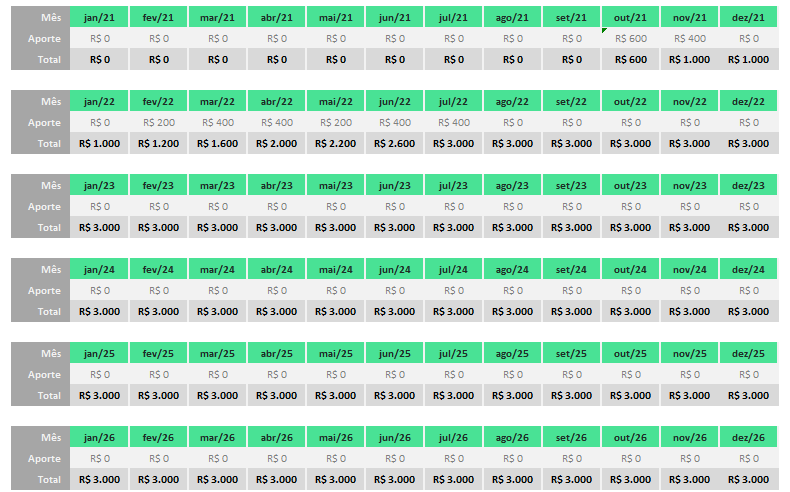 Mês jan/21 fev/21 mar/21 abr/21 mai/21 jun/21 jul/21 ago/21 set/21 out/21 nov/21 dez/21
Aporte R$ 0 R$ 0 R$ 0 R$ 0 R$ 0 R$ 0 R$ 0 R$ 0 R$ 0 R$ 600 R$ 400 R$ 0
Total R$ 0 R$ 0 R$ 0 R$ 0 R$ 0 R$ 0 R$ 0 R$ 0 R$ 0 R$ 600 R$ 1.000 R$ 1.000
Mês jan/22 fev/22 mar/22 abr/22 mai/22 jun/22 jul/22 ago/22 set/22 out/22 nov/22 dez/22
Aporte R$ 0 R$ 200 R$ 400 R$ 400 R$ 200 R$ 400 R$ 400 R$ 0 R$ 0 R$ 0 R$ 0 R$ 0
Total R$ 1.000 R$ 1.200 R$ 1.600 R$ 2.000 R$ 2.200 R$ 2.600 R$ 3.000 R$ 3.000 R$ 3.000 R$ 3.000 R$ 3.000 R$ 3.000
Mês jan/23 fev/23 mar/23 abr/23 mai/23 jun/23 jul/23 ago/23 set/23 out/23 nov/23 dez/23
Aporte R$ 0 R$ 0 R$ 0 R$ 0 R$ 0 R$ 0 R$ 0 R$ 0 R$ 0 R$ 0 R$ 0 R$ 0
Total R$ 3.000 R$ 3.000 R$ 3.000 R$ 3.000 R$ 3.000 R$ 3.000 R$ 3.000 R$ 3.000 R$ 3.000 R$ 3.000 R$ 3.000 R$ 3.000
Mês jan/24 fev/24 mar/24 abr/24 mai/24 jun/24 jul/24 ago/24 set/24 out/24 nov/24 dez/24
Aporte R$ 0 R$ 0 R$ 0 R$ 0 R$ 0 R$ 0 R$ 0 R$ 0 R$ 0 R$ 0 R$ 0 R$ 0
Total R$ 3.000 R$ 3.000 R$ 3.000 R$ 3.000 R$ 3.000 R$ 3.000 R$ 3.000 R$ 3.000 R$ 3.000 R$ 3.000 R$ 3.000 R$ 3.000
Mês jan/25 fev/25 mar/25 abr/25 mai/25 jun/25 jul/25 ago/25 set/25 out/25 nov/25 dez/25
Aporte R$ 0 R$ 0 R$ 0 R$ 0 R$ 0 R$ 0 R$ 0 R$ 0 R$ 0 R$ 0 R$ 0 R$ 0
Total R$ 3.000 R$ 3.000 R$ 3.000 R$ 3.000 R$ 3.000 R$ 3.000 R$ 3.000 R$ 3.000 R$ 3.000 R$ 3.000 R$ 3.000 R$ 3.000
Mês jan/26 fev/26 mar/26 abr/26 mai/26 jun/26 jul/26 ago/26 set/26 out/26 nov/26 dez/26
Aporte R$ 0 R$ 0 R$ 0 R$ 0 R$ 0 R$ 0 R$ 0 R$ 0 R$ 0 R$ 0 R$ 0 R$ 0
Total R$ 3.000 R$ 3.000 R$ 3.000 R$ 3.000 R$ 3.000 R$ 3.000 R$ 3.000 R$ 3.000 R$ 3.000 R$ 3.000 R$ 3.000 R$ 3.000